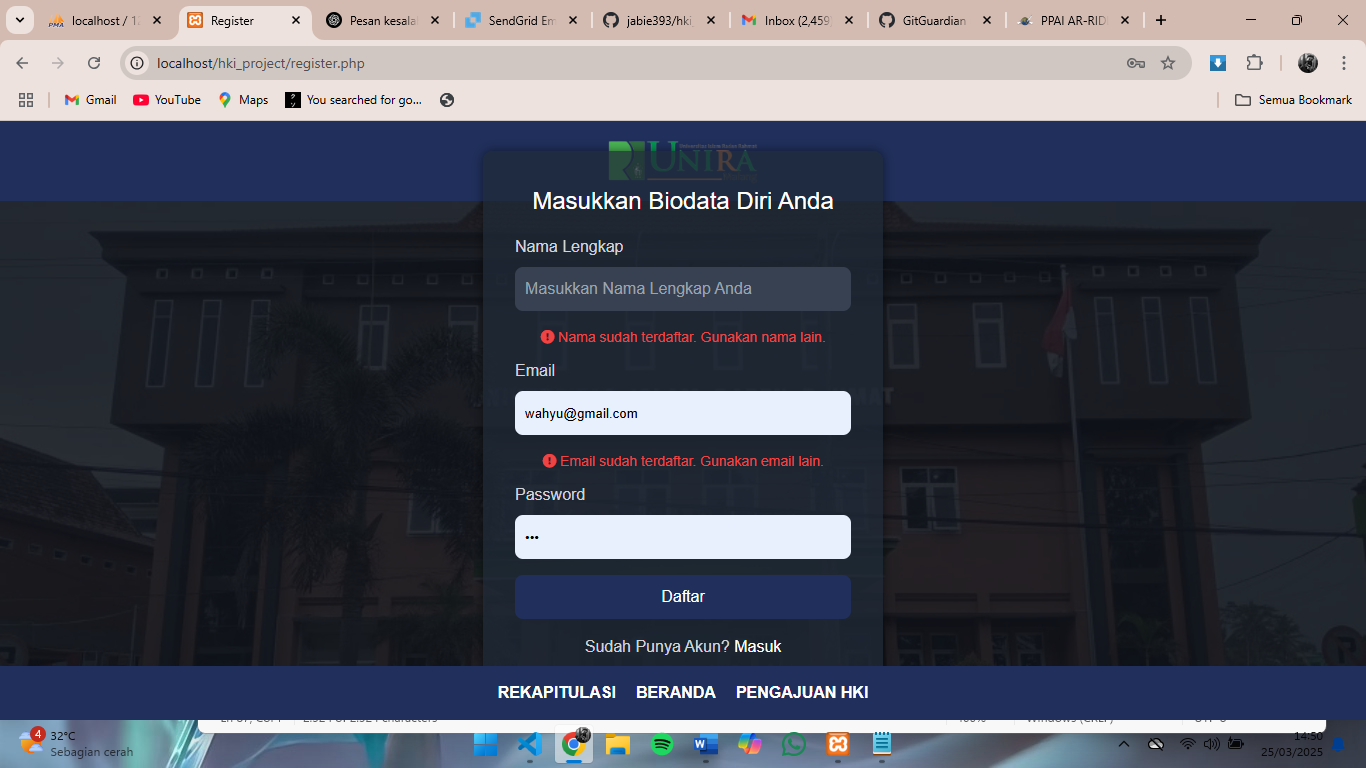 localhost / 12
Register
Pesan kesala
SendGrid Em
jabie393/hki_
Inbox (2,459)
GitGuardian
PPAI AR-RID
localhost/hki_project/register.php
Gmail
YouTube
Maps
You searched for go...
Semua Bookmark
UNIRA
Masukkan Biodata Diri Anda
Nama Lengkap
Masukkan Nama Lengkap Anda
Nama sudah terdaftar. Gunakan nama lain.
Email
wahyu@gmail.com
Email sudah terdaftar. Gunakan email lain.
Password
•••
Daftar
Sudah Punya Akun? Masuk
REKAPITULASI BERANDA PENGAJUAN HKI
4
32°C
Sebagian cerah
14:50
25/03/2025